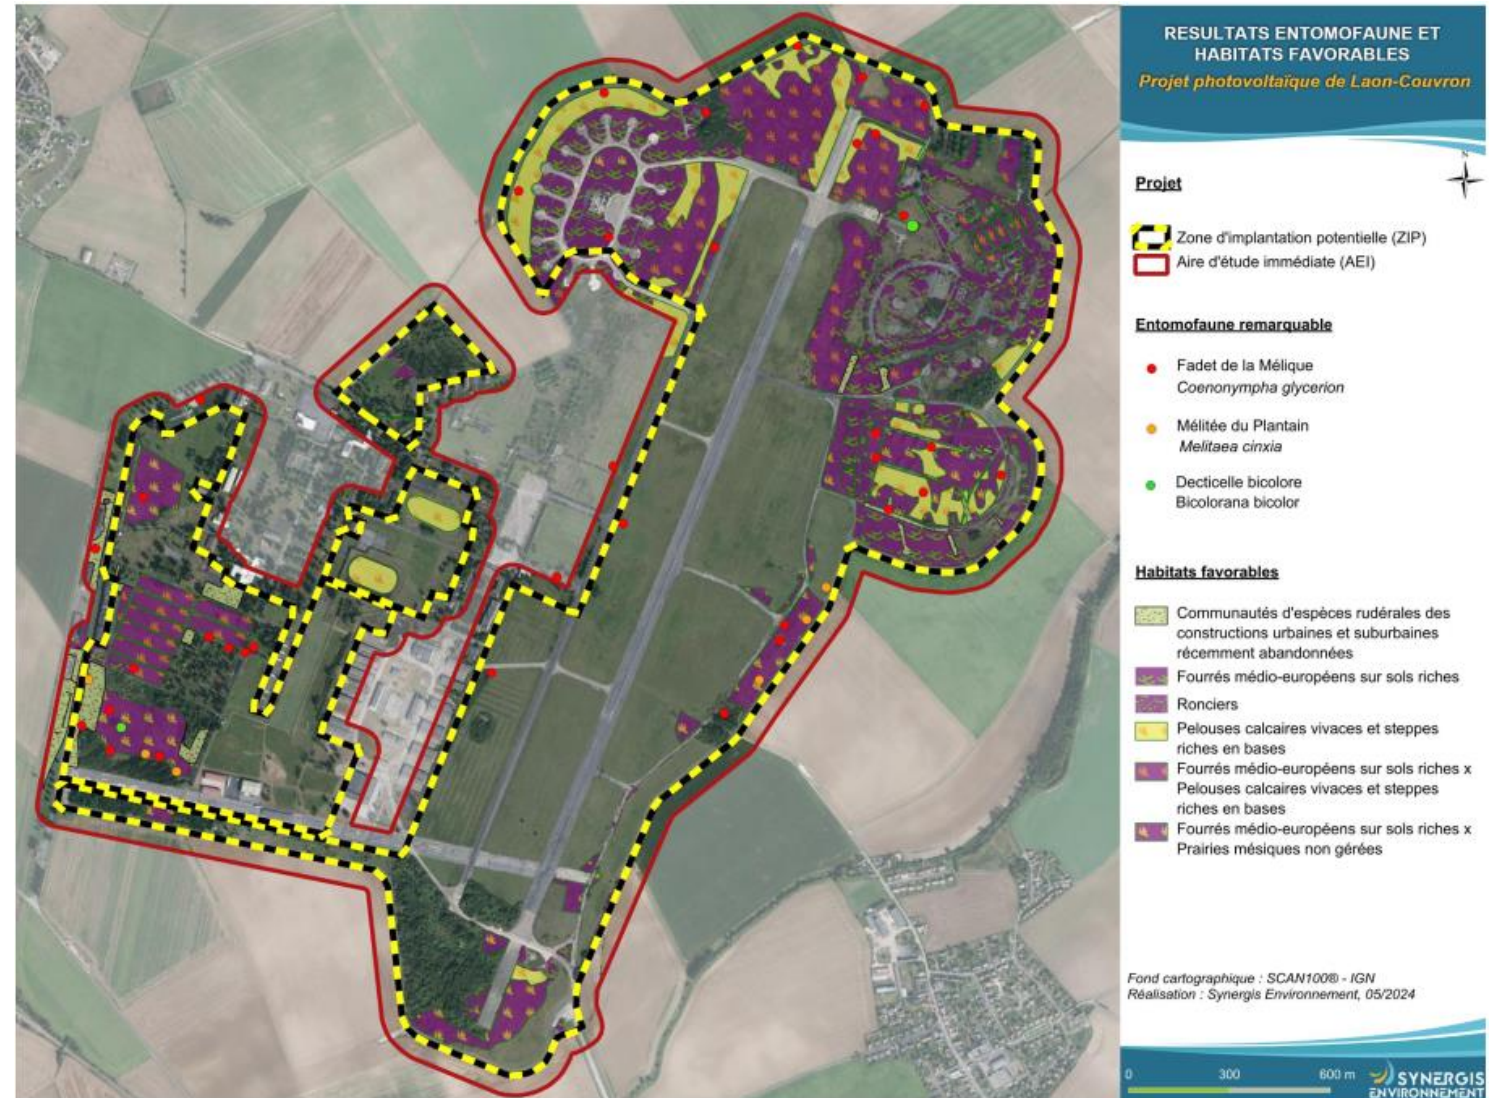 RESULTATS ENTOMOFAUNE ET
HABITATS FAVORABLES
Projet photovoltaïque de Laon-Couvron
N
Projet
Zone d'implantation potentielle (ZIP)
Aire d'étude immédiate (AEI)
Entomofaune remarquable
Fadet de la Mélique
Coenonympha glycerion
Mélitée du Plantain
Melitaea cinxia
Decticelle bicolore
Bicolorana bicolor
Habitats favorables
Communautés d'espèces rudérales des
constructions urbaines et suburbaines
récemment abandonnées
Fourrés médio-européens sur sols riches
Ronciers
Pelouses calcaires vivaces et steppes
riches en bases
Fourrés médio-européens sur sols riches x
Pelouses calcaires vivaces et steppes
riches en bases
Fourrés médio-européens sur sols riches x
Prairies mésiques non gérées
Fond cartographique : SCAN100® - IGN
Réalisation : Synergis Environnement, 05/2024
0 300 600 m
SYNERGIS
ENVIRONNEMENT